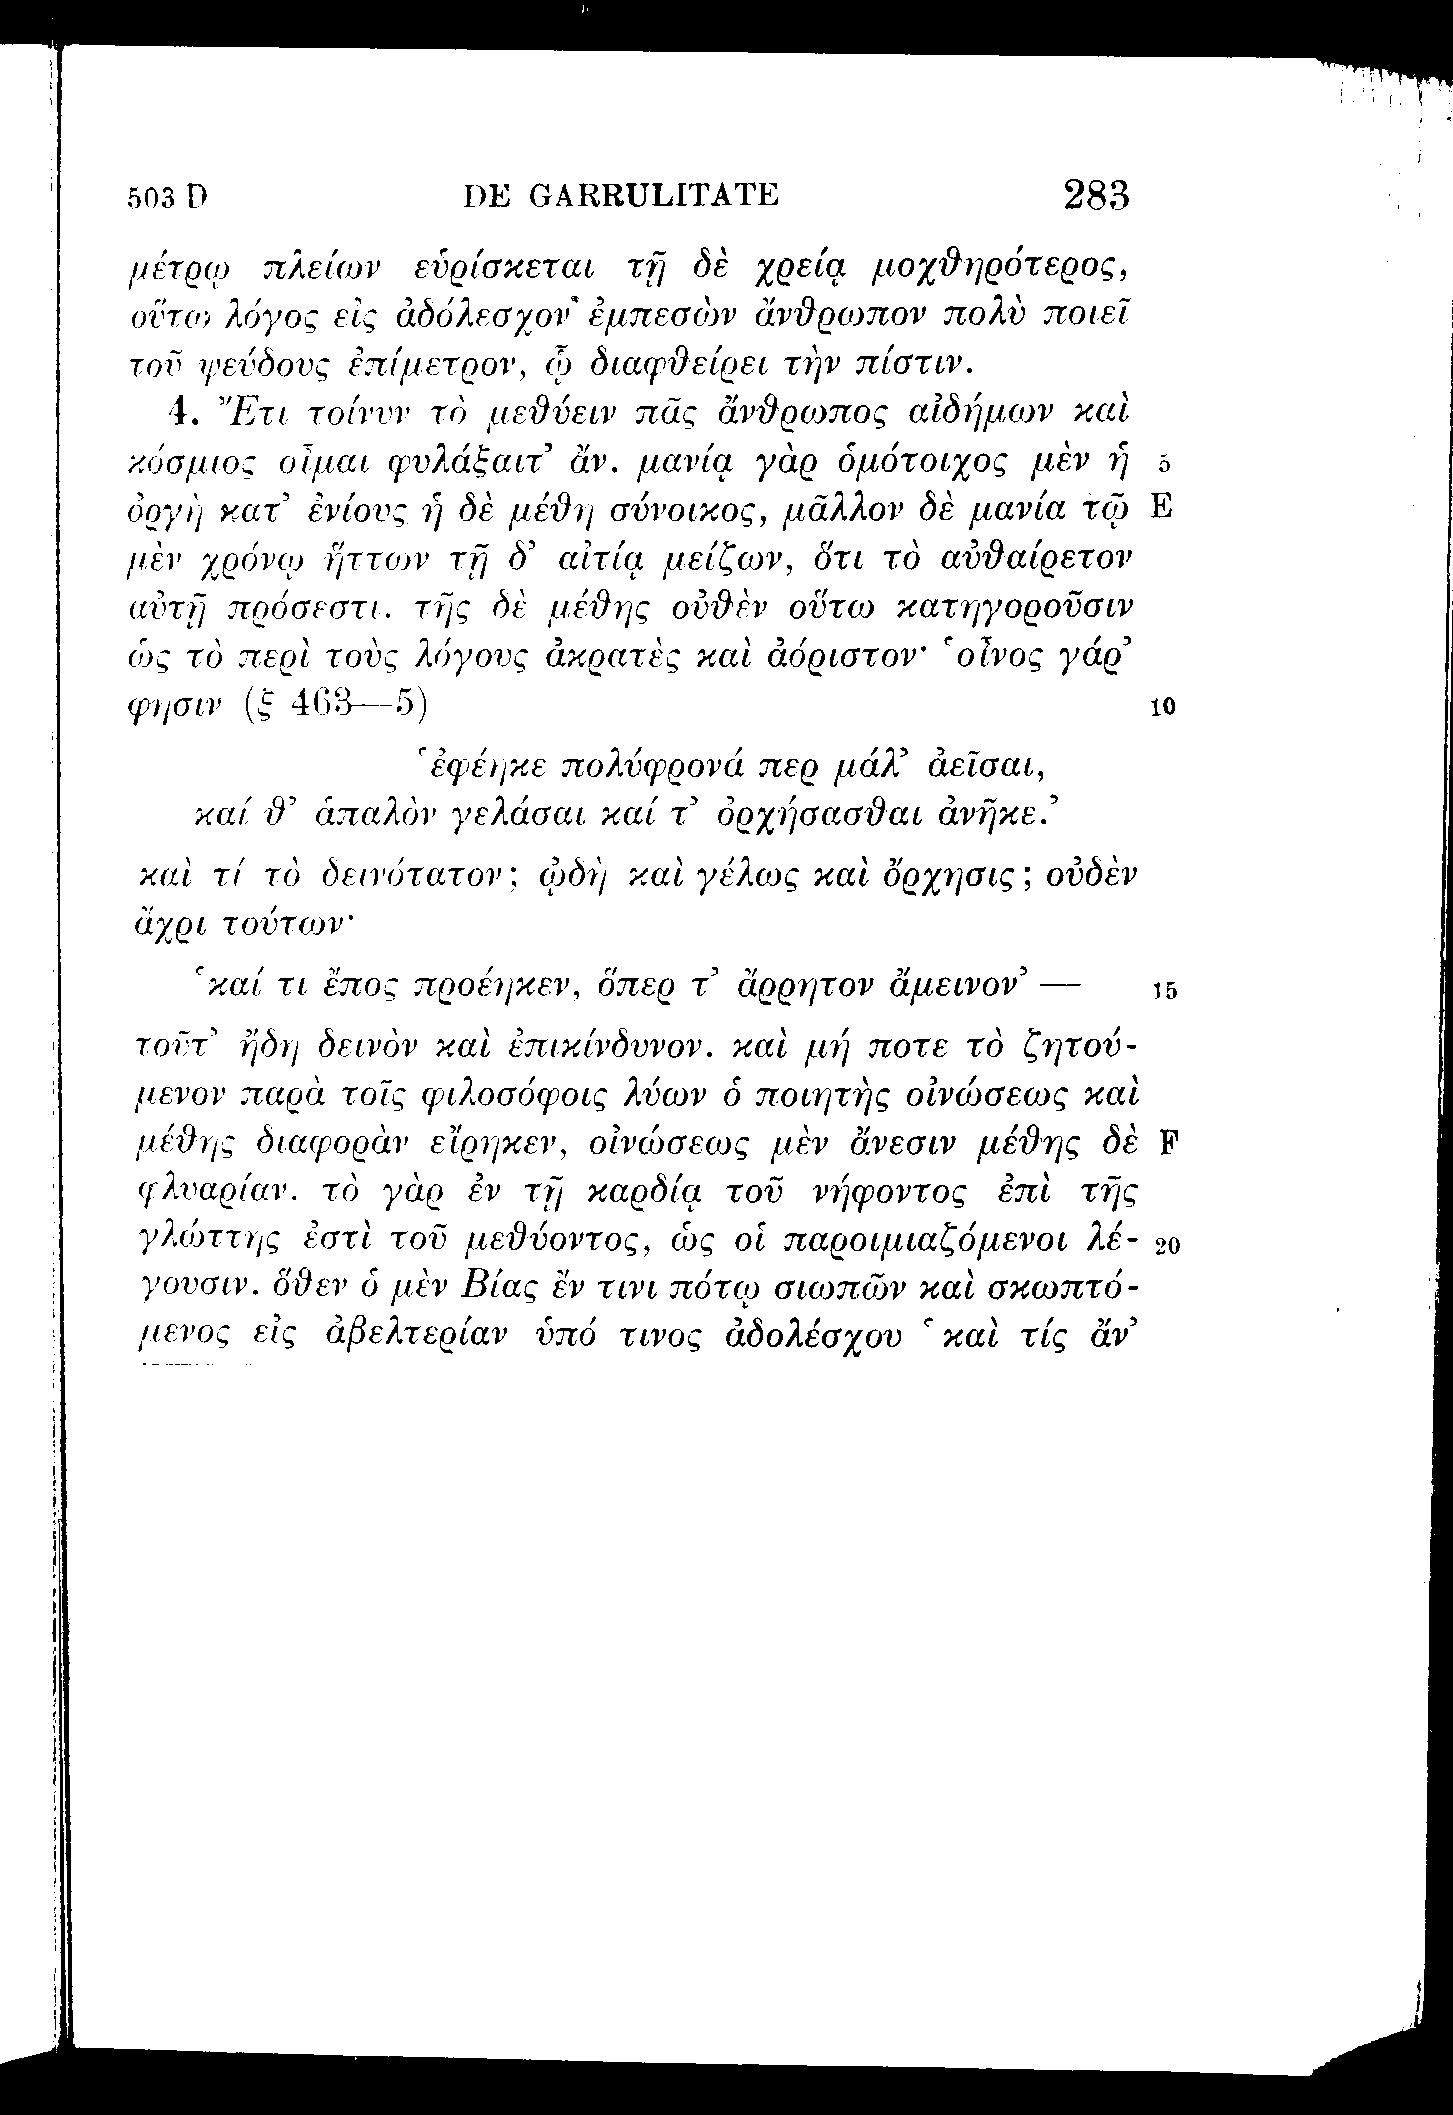 503 D DE GARRULITATE 283
μέτρῳ πλείων εὑρίσκεται τῇ δὲ χρείᾳ μοχθηρότερος,
οὕτω λόγος εἰς ἀδόλεσχον ἐμπεσὼν ἄνθρωπον πολὺ ποιεῖ
τοῦ ψεύδους ἐπίμετρον, ᾧ διαφθείρει τὴν πίστιν.
4. Ἔτι τοίνυν τὸ μεθύειν πᾶς ἄνθρωπος αἰδήμων καὶ
κόσμιος οἶμαι φυλάξαιτ’ ἄν. μανίᾳ γὰρ ὁμότοιχος μὲν ἡ 5
ὀργὴ κατ’ ἐνίους ἡ δὲ μέθη σύνοικος, μᾶλλον δὲ μανία τῷ E
μὲν χρόνῳ ἥττων τῇ δ’ αἰτίᾳ μείζων, ὅτι τὸ αὐθαίρετον
αὐτῇ πρόσεστι. τῆς δὲ μέθης οὐθὲν οὕτω κατηγοροῦσιν
ὡς τὸ περὶ τοὺς λόγους ἀκρατὲς καὶ ἀόριστον· ‘οἶνος γάρ’
φησιν (ξ 463—5) 10
‘ἐφέηκε πολύφρονά περ μάλ’ ἀεῖσαι,
καί θ’ ἁπαλὸν γελάσαι καί τ’ ὀρχήσασθαι ἀνῆκε.’
καὶ τί τὸ δεινότατον; ᾠδὴ καὶ γέλως καὶ ὄρχησις; οὐδὲν
ἄχρι τούτων·
‘καί τι ἔπος προέηκεν, ὅπερ τ’ ἄρρητον ἄμεινον’ — 15
τοῦτ’ ἤδη δεινὸν καὶ ἐπικίνδυνον. καὶ μή ποτε τὸ ζητού-
μενον παρὰ τοῖς φιλοσόφοις λύων ὁ ποιητὴς οἰνώσεως καὶ
μέθης διαφορὰν εἴρηκεν, οἰνώσεως μὲν ἄνεσιν μέθης δὲ F
φλυαρίαν. τὸ γὰρ ἐν τῇ καρδίᾳ τοῦ νήφοντος ἐπὶ τῆς
γλώττης ἐστὶ τοῦ μεθύοντος, ὡς οἱ παροιμιαζόμενοι λέ- 20
γουσιν. ὅθεν ὁ μὲν Βίας ἔν τινι πότῳ σιωπῶν καὶ σκωπτό-
μενος εἰς ἀβελτερίαν ὑπό τινος ἀδολέσχου ‘καὶ τίς ἄν’